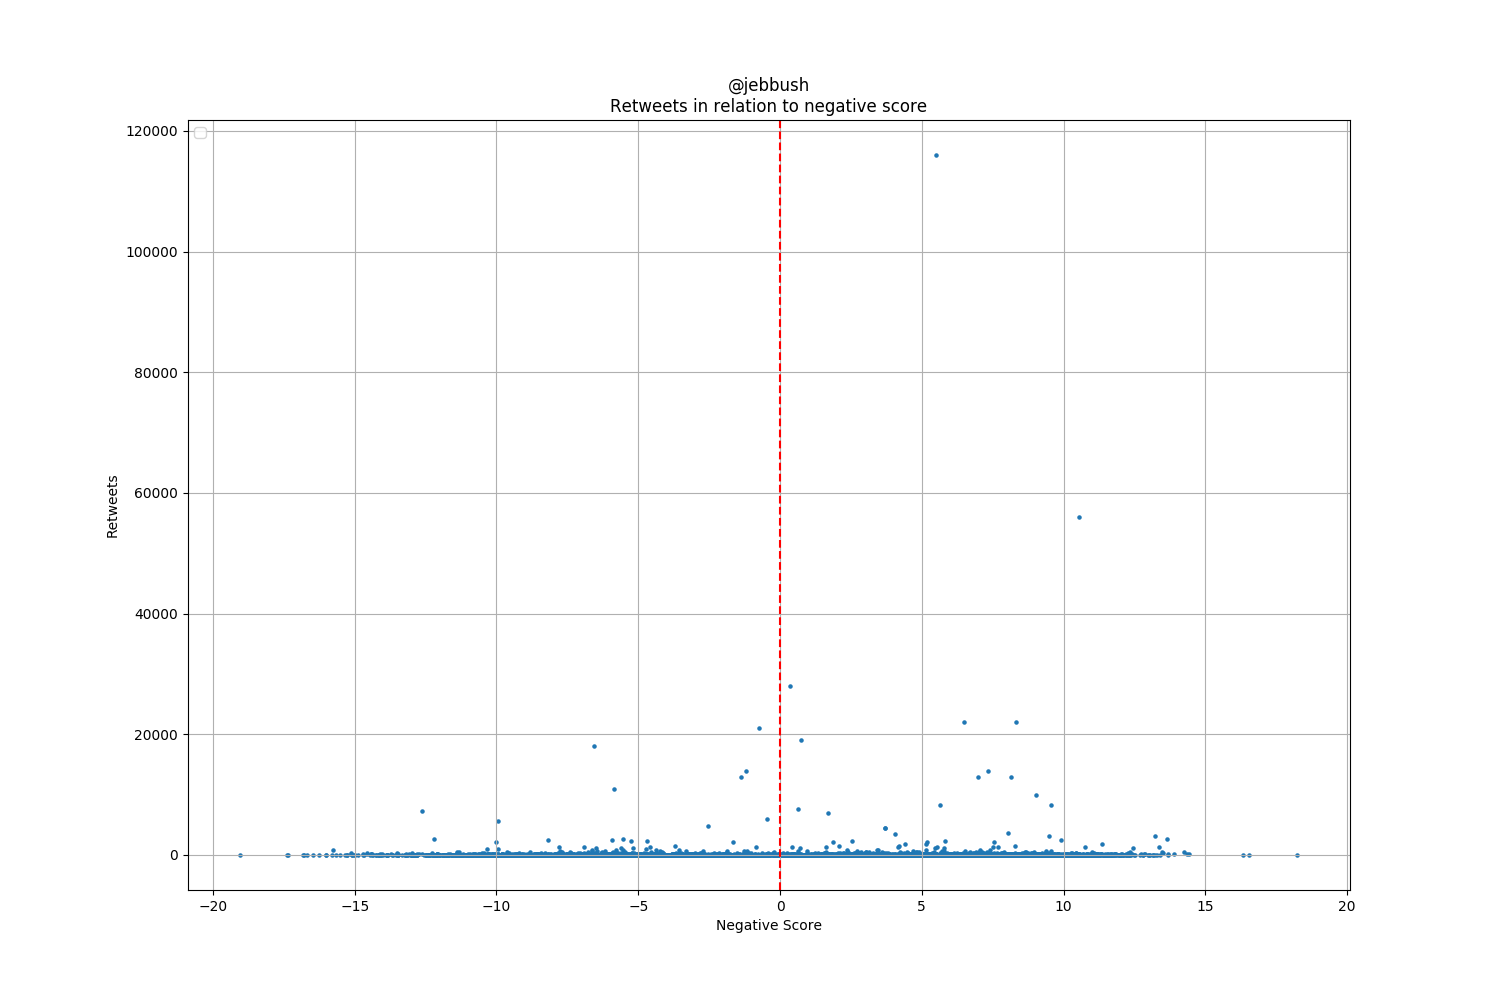 @jebbush
Retweets in relation to negative score
120000
100000
80000
60000
40000
20000
0
Retweets
−20 −15 −10 −5 0 5 10 15 20
Negative Score